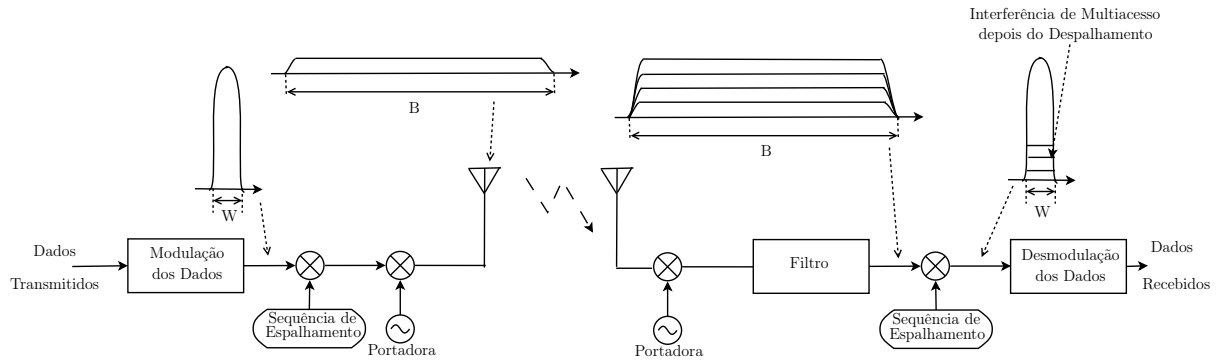 Interferência de Multiacesso
depois do Despalhamento
B
B
W
W
Dados
Transmitidos
Modulação
dos Dados
Filtro
Desmodulação
dos Dados
Dados
Recebidos
Sequência de
Espalhamento
Portadora
Portadora
Sequência de
Espalhamento